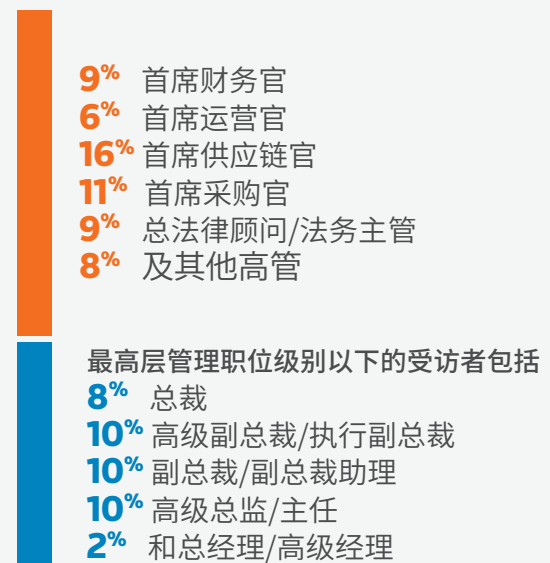 9% 首席财务官
6% 首席运营官
16% 首席供应链官
11% 首席采购官
9% 总法律顾问/法务主管
8% 及其他高管
最高层管理职位级别以下的受访者包括
8% 总裁
10% 高级副总裁/执行副总裁
10% 副总裁/副总裁助理
10% 高级总监/主任
2% 和总经理/高级经理